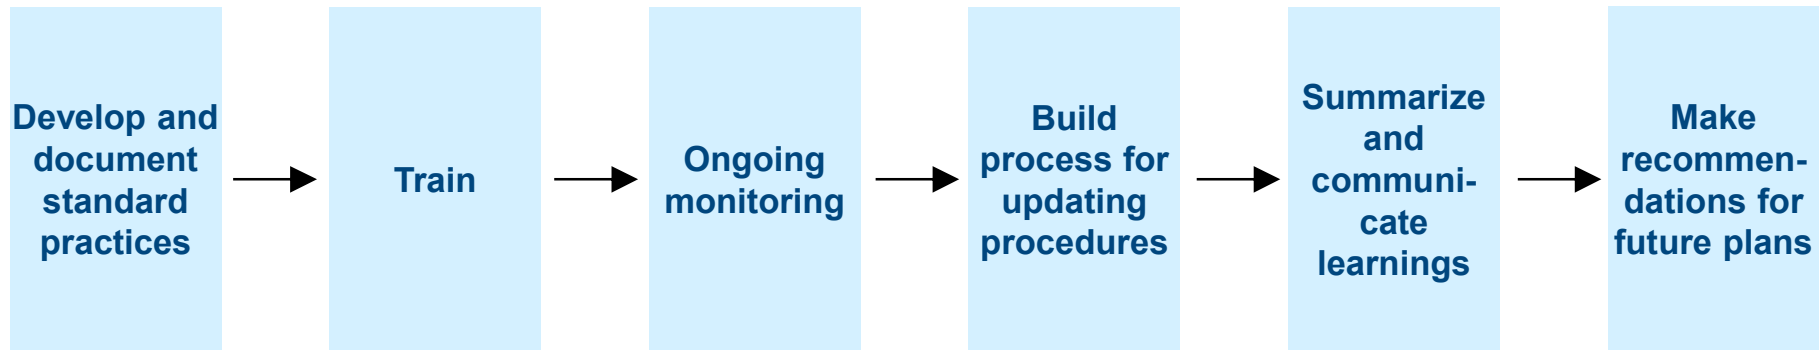 Develop and
document
standard
practices
Train
Ongoing
monitoring
Build
process for
updating
procedures
Summarize
and
communi-
cate
learnings
Make
recommen-
dations for
future plans